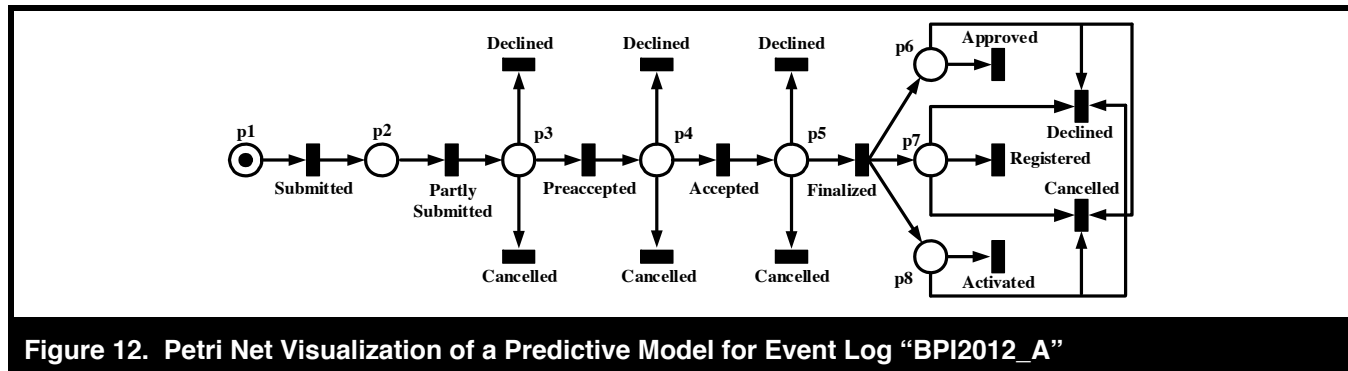 Declined
Declined
Declined
p6
Approved
p1
p2
p3
p4
p5
p7
Declined
Submitted
Partly
Submitted
Preaccepted
Accepted
Finalized
Registered
Cancelled
Cancelled
Cancelled
Cancelled
p8
Activated
Figure 12. Petri Net Visualization of a Predictive Model for Event Log “BPI2012_A”